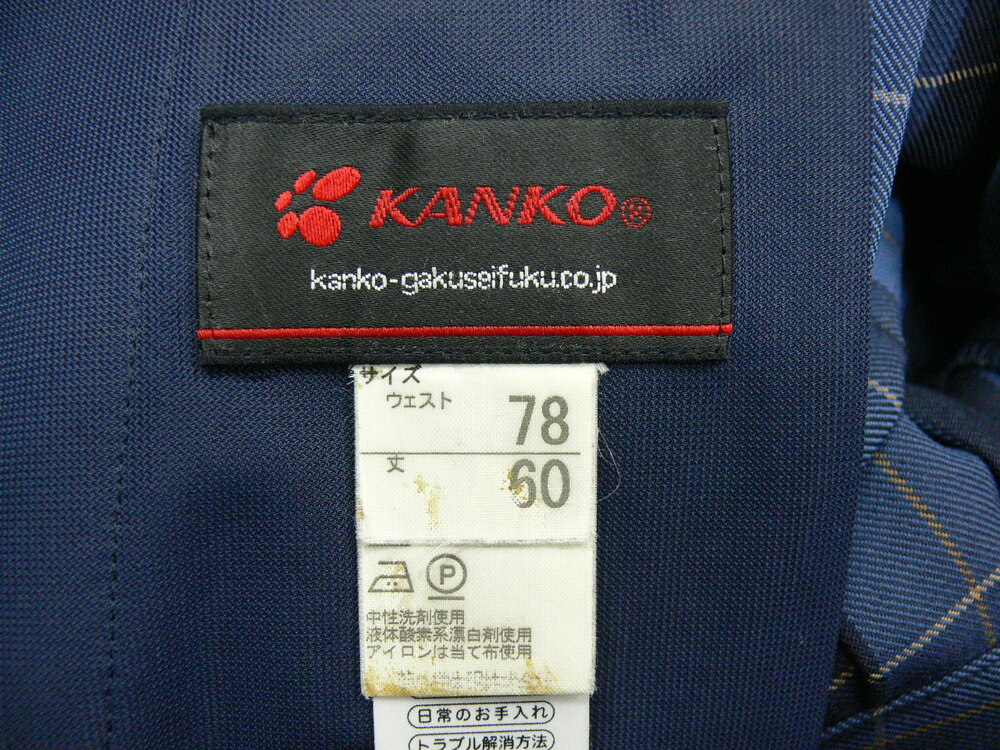 KANKO®
kanko-gakuseifuku.co.jp
サイズ
ウェスト 78
丈 60
P
中性洗剤使用
液体酸素系漂白剤使用
アイロンは当て布使用
日常のお手入れ
トラブル解消方法